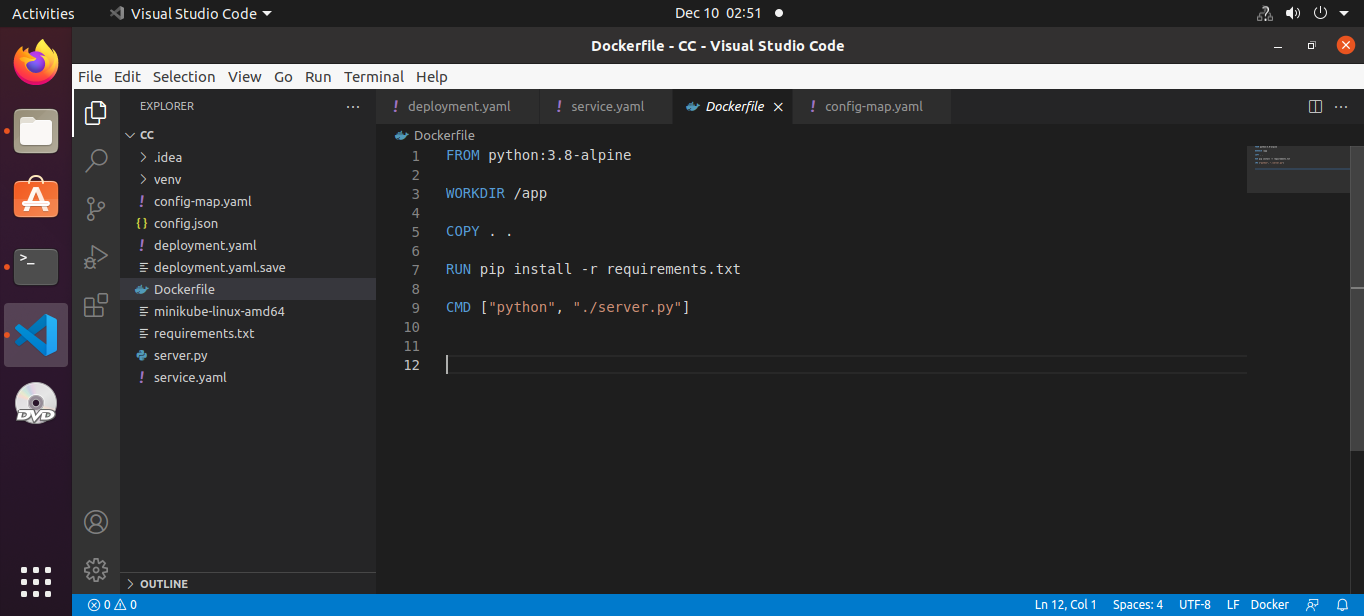 Activities Visual Studio Code Dec 10 02:51
Dockerfile - CC - Visual Studio Code
File Edit Selection View Go Run Terminal Help
EXPLORER ...
! deployment.yaml ! service.yaml Dockerfile ! config-map.yaml ...
CC
.idea
venv
! config-map.yaml
{} config.json
! deployment.yaml
deployment.yaml.save
Dockerfile
minikube-linux-amd64
requirements.txt
server.py
! service.yaml
OUTLINE
Dockerfile
1 FROM python:3.8-alpine
2
3 WORKDIR /app
4
5 COPY . .
6
7 RUN pip install -r requirements.txt
8
9 CMD ["python", "./server.py"]
10
11
12
>_
DVD
0 0 Ln 12, Col 1 Spaces: 4 UTF-8 LF Docker